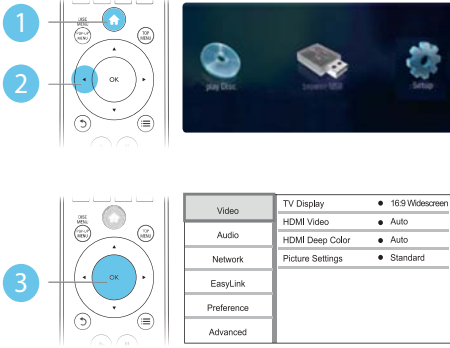 1
DISC MENU
POP-UP MENU
TOP MENU
2
OK
play Disc
browse USB
Setup
DISC MENU
POP-UP MENU
TOP MENU
3
OK
Video
Audio
Network
EasyLink
Preference
Advanced
TV Display • 16:9 Widescreen
HDMI Video • Auto
HDMI Deep Color • Auto
Picture Settings • Standard